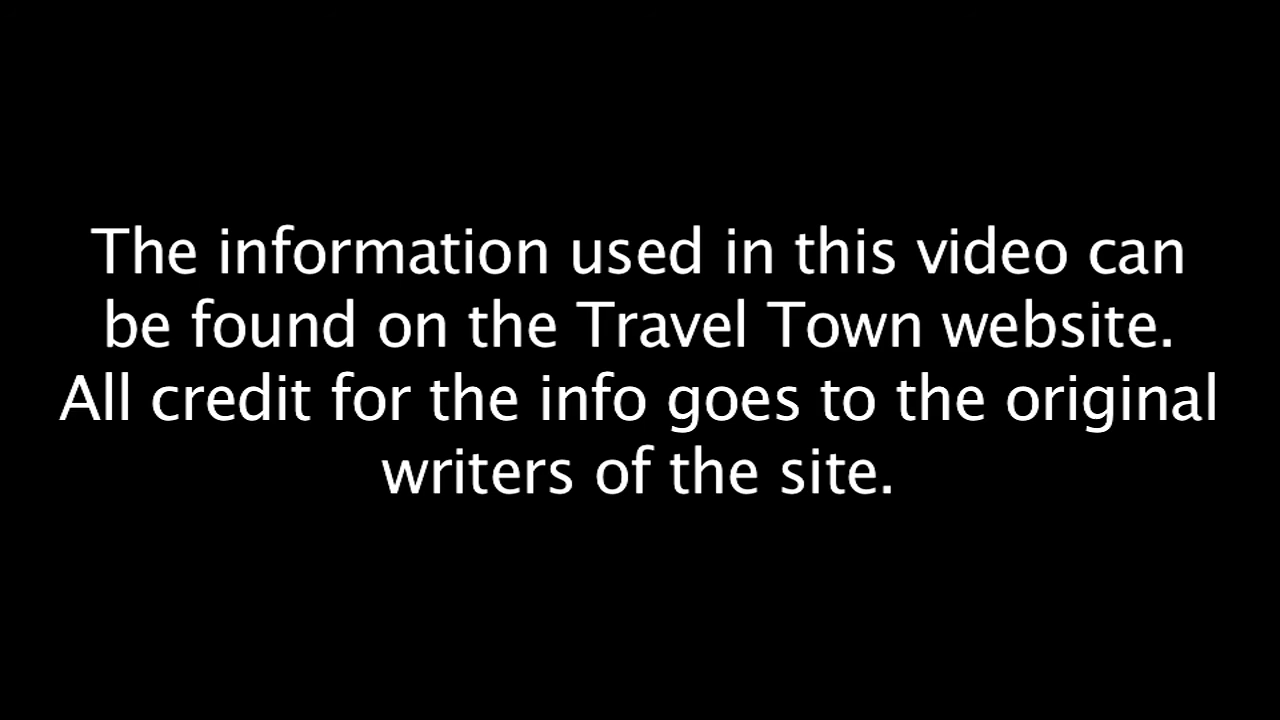 The information used in this video can
be found on the Travel Town website.
All credit for the info goes to the original
writers of the site.